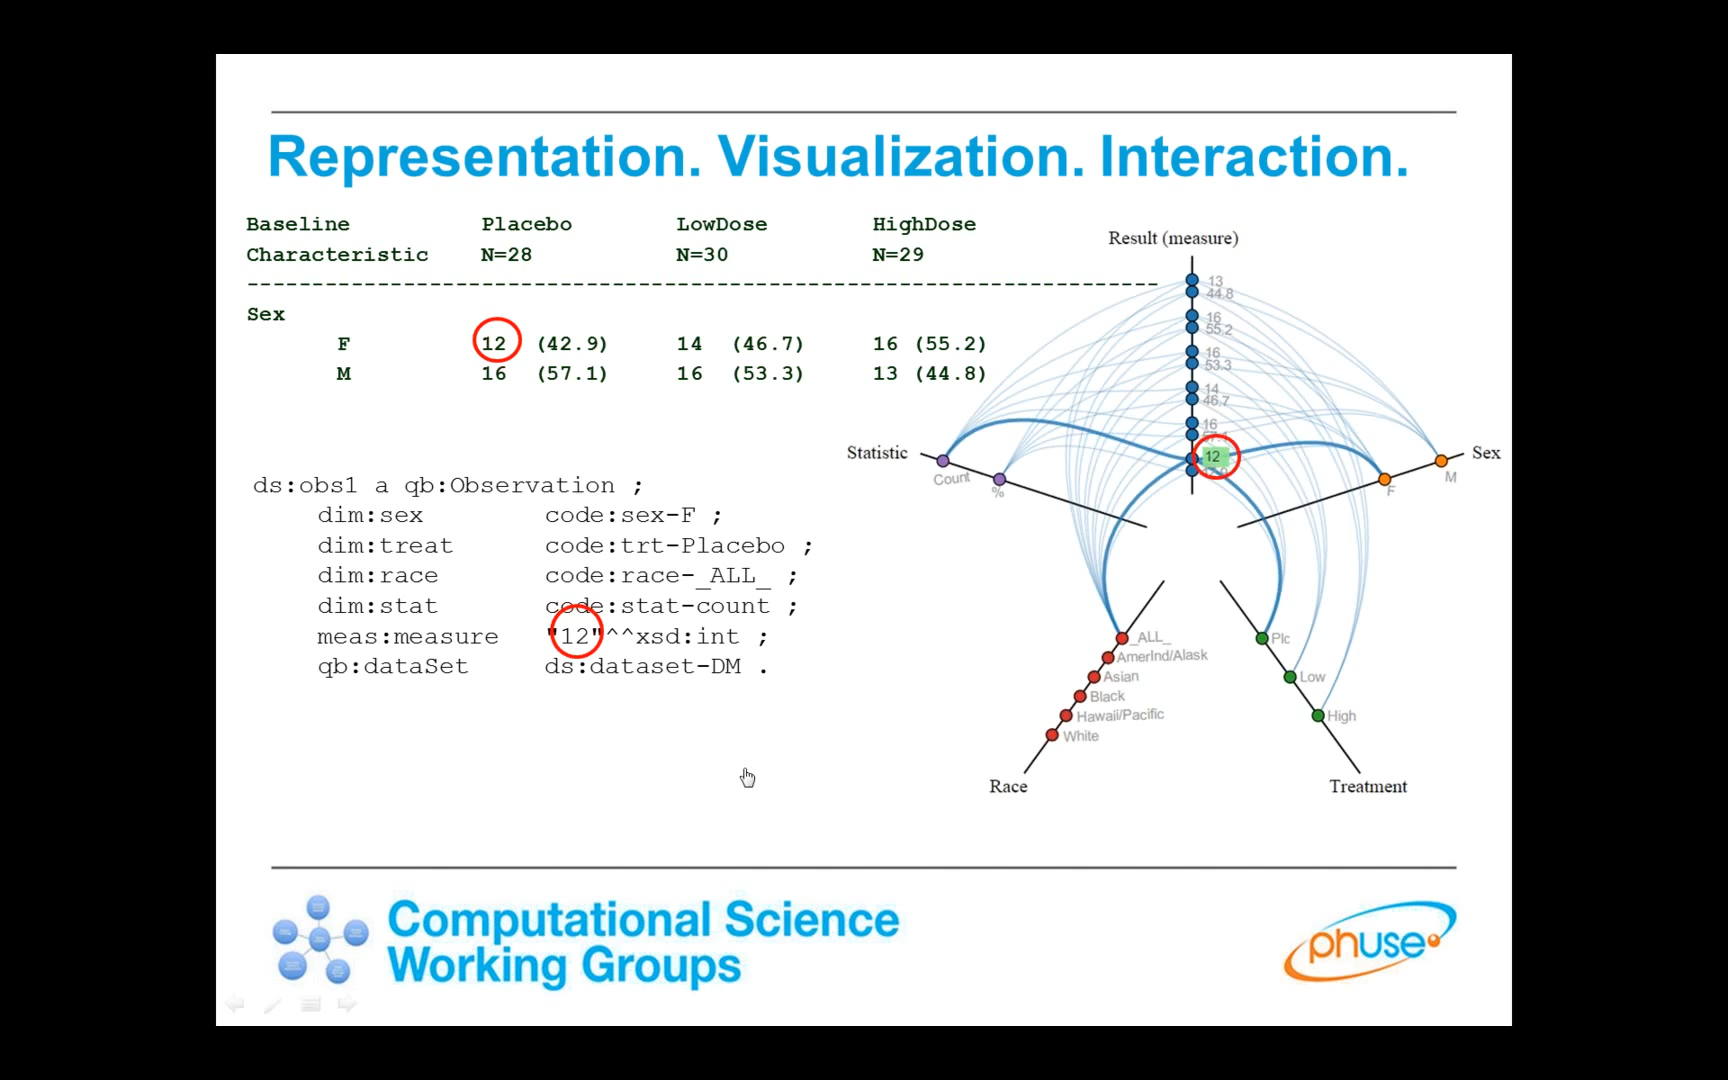 Representation. Visualization. Interaction.
Baseline Placebo LowDose HighDose
Characteristic N=28 N=30 N=29
----------------------------------------------------------------------
Sex
F 12 (42.9) 14 (46.7) 16 (55.2)
M 16 (57.1) 16 (53.3) 13 (44.8)
ds:obs1 a qb:Observation ;
dim:sex code:sex-F ;
dim:treat code:trt-Placebo ;
dim:race code:race-_ALL_ ;
dim:stat code:stat-count ;
meas:measure "12"^^xsd:int ;
qb:dataSet ds:dataset-DM .
Result (measure)
13
44.8
16
55.2
16
53.3
14
46.7
16
12
Statistic
Count
%
Sex
M
F
_ALL_
AmerInd/Alask
Asian
Black
Hawaii/Pacific
White
Race
Plc
Low
High
Treatment
Computational Science
Working Groups
phuse